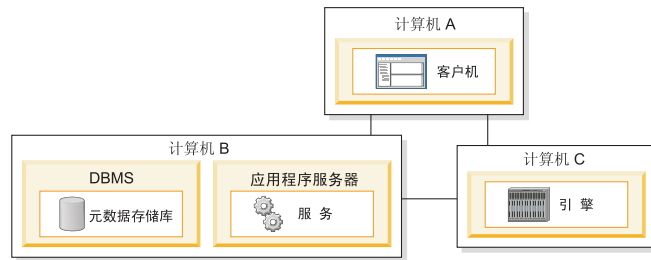 计算机 A
客户机
计算机 B
DBMS
元数据存储库
应用程序服务器
服 务
计算机 C
引 擎